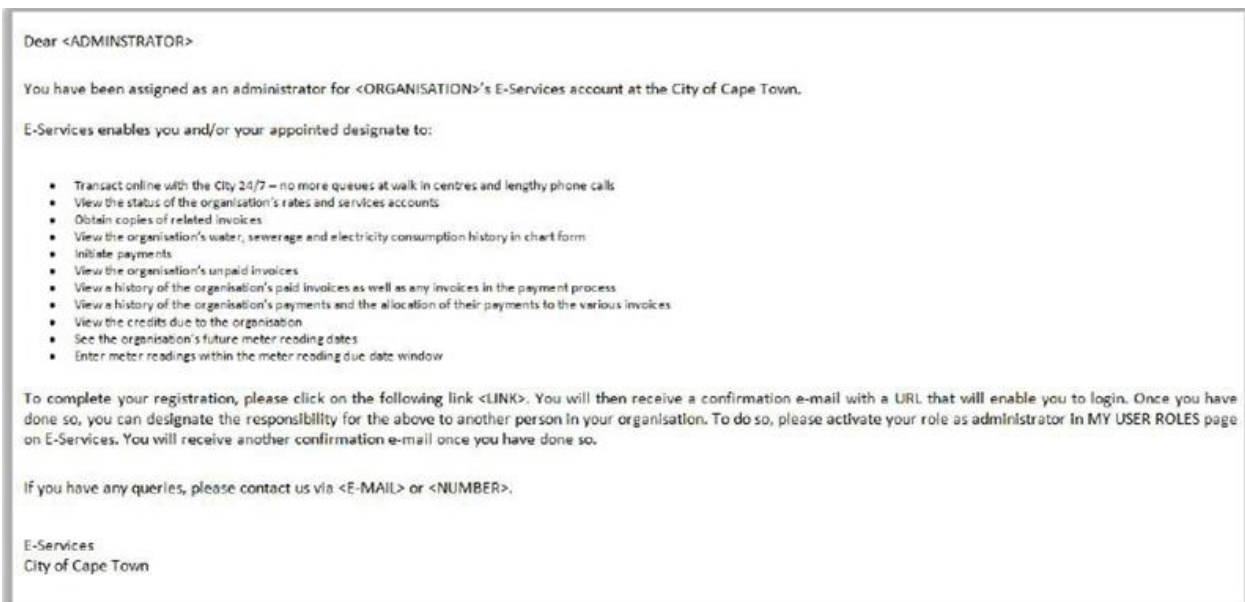 Dear <ADMINSTRATOR>
You have been assigned as an administrator for <ORGANISATION>'s E-Services account at the City of Cape Town.
E-Services enables you and/or your appointed designate to:
• Transact online with the City 24/7 – no more queues at walk in centres and lengthy phone calls
• View the status of the organisation's rates and services accounts
• Obtain copies of related invoices
• View the organisation's water, sewerage and electricity consumption history in chart form
• Initiate payments
• View the organisation's unpaid invoices
• View a history of the organisation's paid invoices as well as any invoices in the payment process
• View a history of the organisation's payments and the allocation of their payments to the various invoices
• View the credits due to the organisation
• See the organisation's future meter reading dates
• Enter meter readings within the meter reading due date window
To complete your registration, please click on the following link <LINK>. You will then receive a confirmation e-mail with a URL that will enable you to login. Once you have
done so, you can designate the responsibility for the above to another person in your organisation. To do so, please activate your role as administrator in MY USER ROLES page
on E-Services. You will receive another confirmation e-mail once you have done so.
If you have any queries, please contact us via <E-MAIL> or <NUMBER>.
E-Services
City of Cape Town